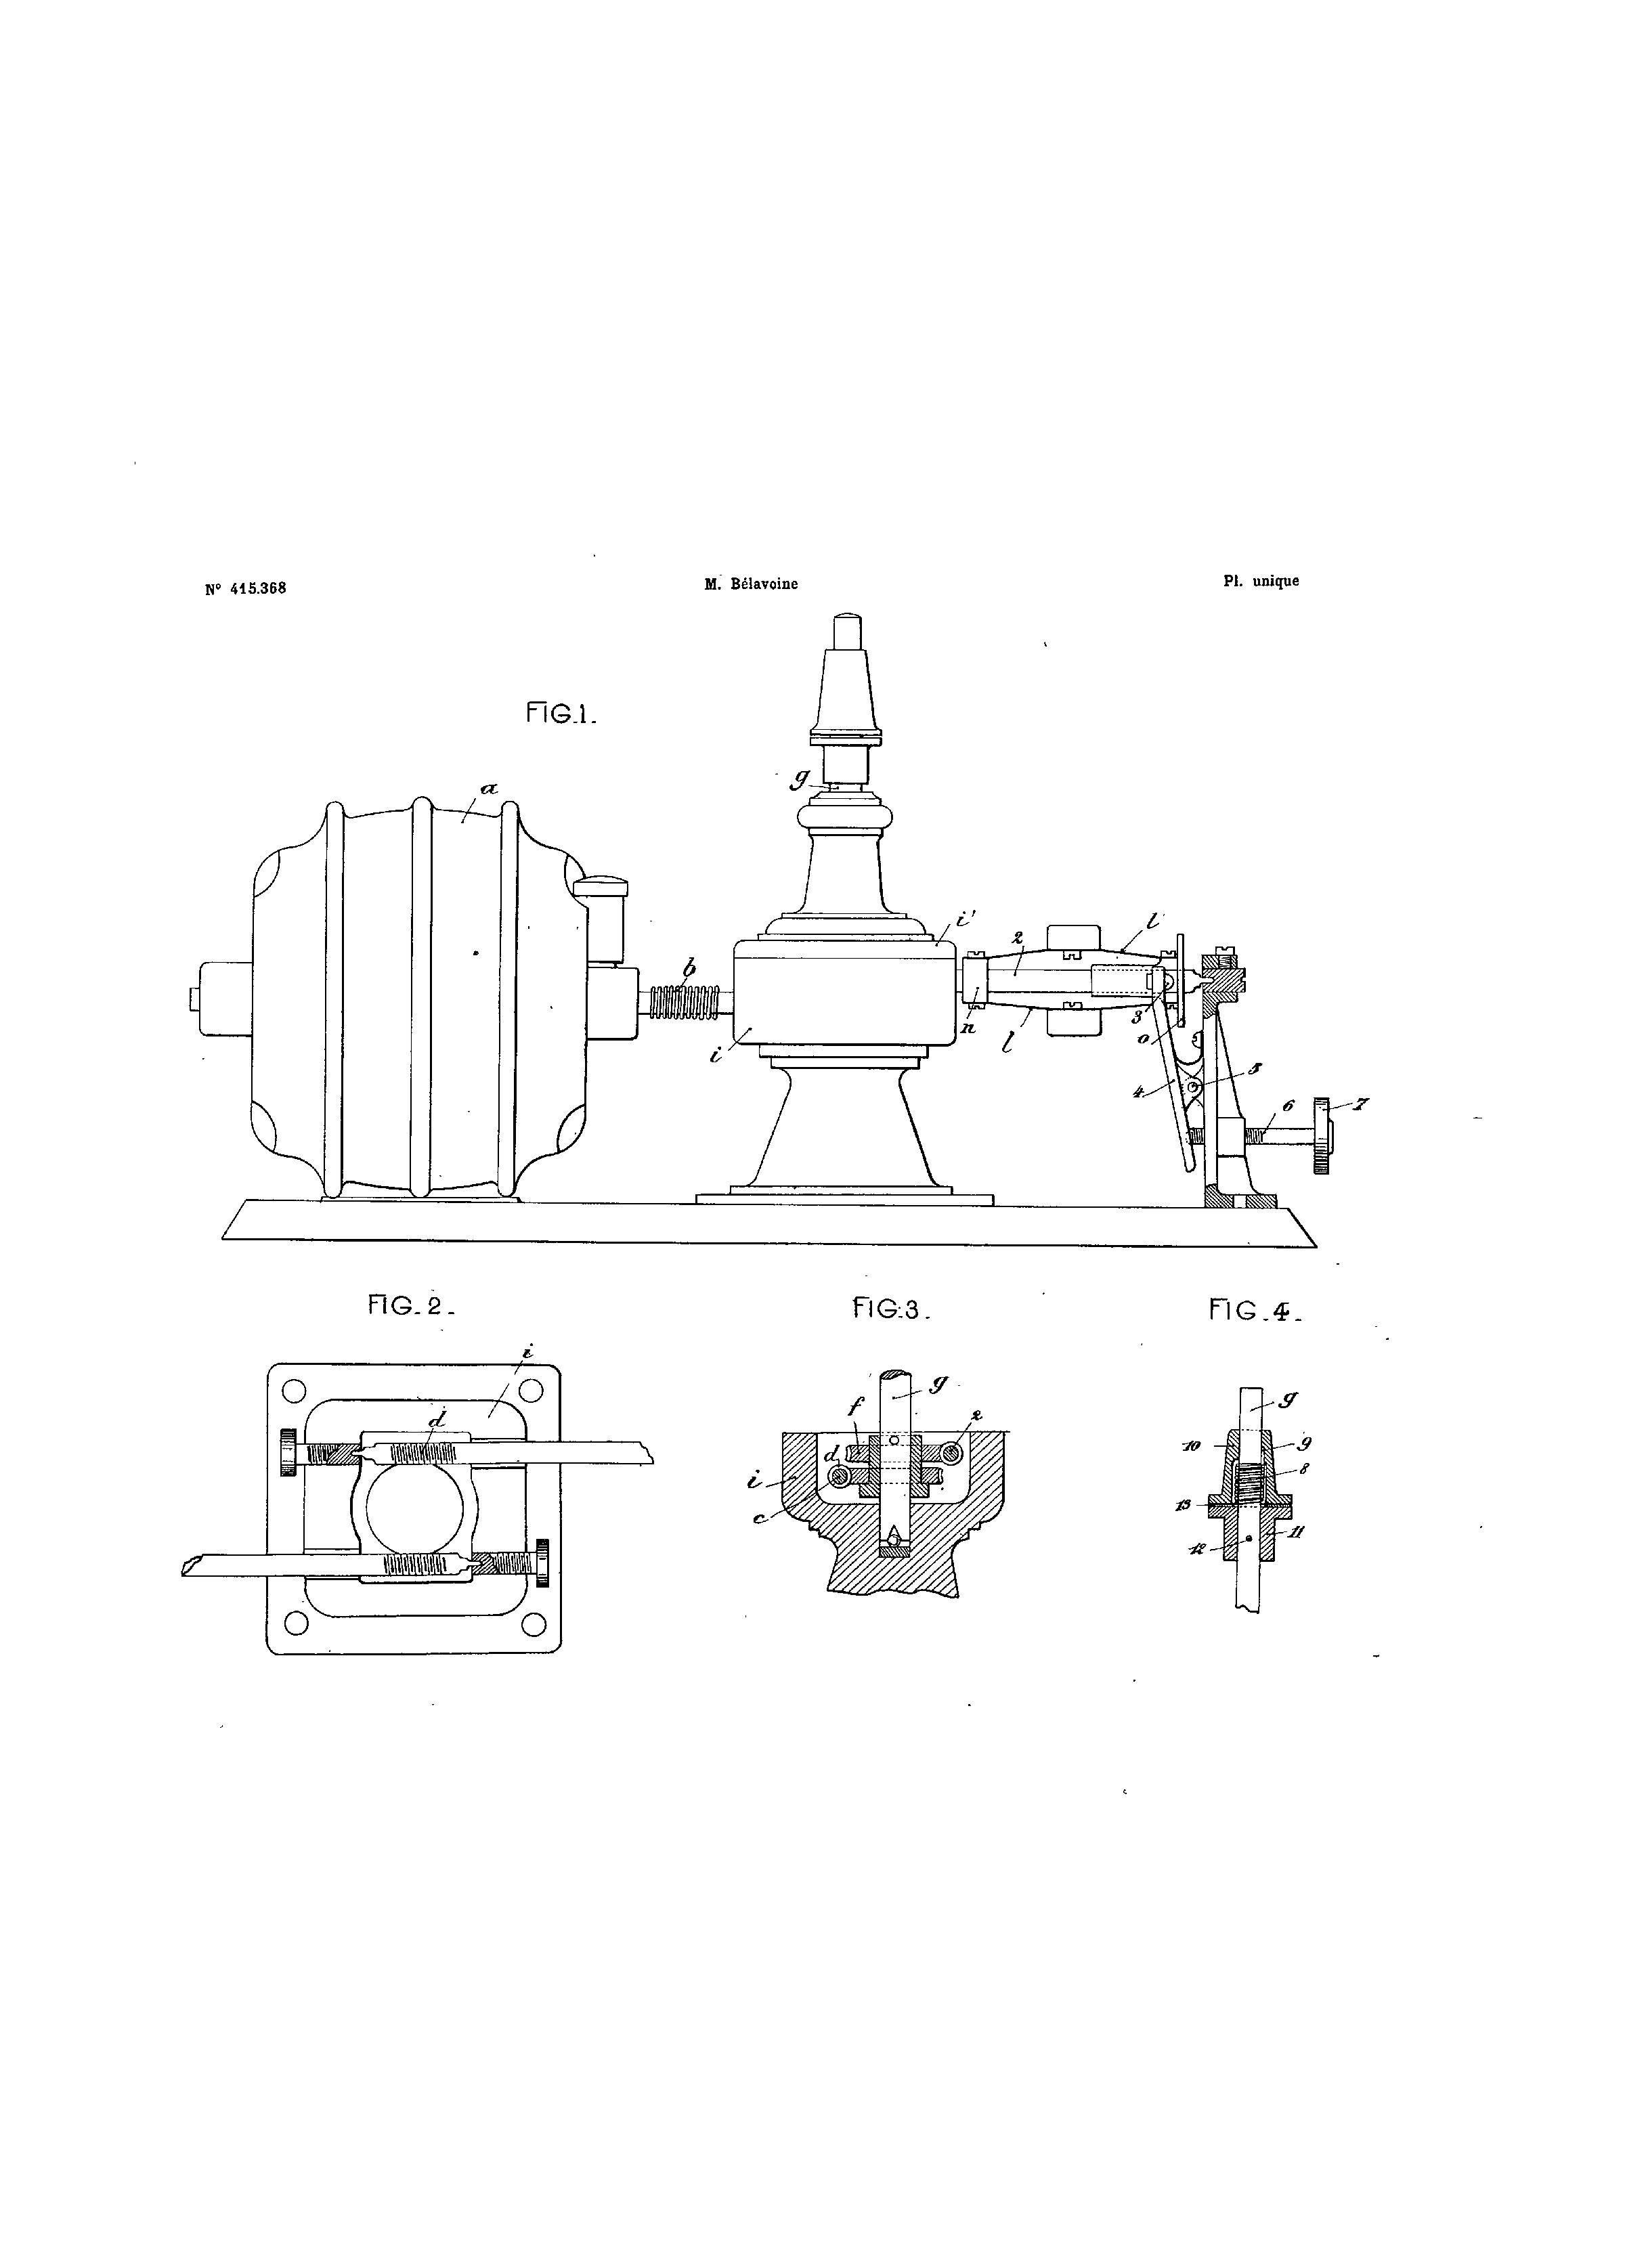 N° 415.368
M. Bélavoine
Pl. unique
FIG.1.
a
g
b
i'
i
2
l
n
l
3
o
4
5
6
7
FIG.2.
i
d
FIG.3.
g
f
2
d
i
c
FIG.4.
g
10
9
8
13
11
12